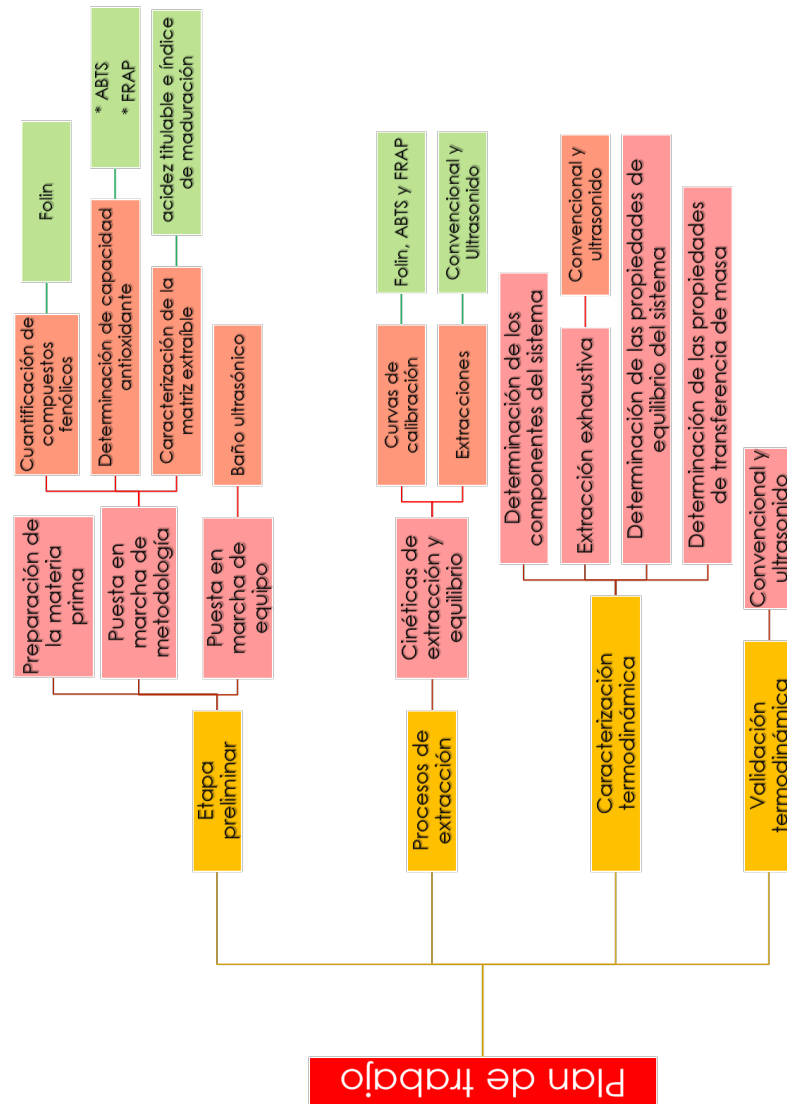 Plan de trabajo
Etapa
preliminar
Preparación de
la materia
prima
Puesta en
marcha de
metodología
Cuantificación de
compuestos
fenólicos
Folin
Determinación de capacidad
antioxidante
* ABTS
* FRAP
Caracterización de la
matriz extraíble
acidez titulable e índice
de maduración
Puesta en
marcha de
equipo
Baño ultrasónico
Procesos de
extracción
Cinéticas de
extracción y
equilibrio
Curvas de
calibración
Folin, ABTS y FRAP
Extracciones
Convencional y
Ultrasonido
Caracterización
termodinámica
Determinación de los
componentes del sistema
Extracción exhaustiva
Convencional y
ultrasonido
Determinación de las propiedades de
equilibrio del sistema
Determinación de las propiedades
de transferencia de masa
Validación
termodinámica
Convencional y
ultrasonido